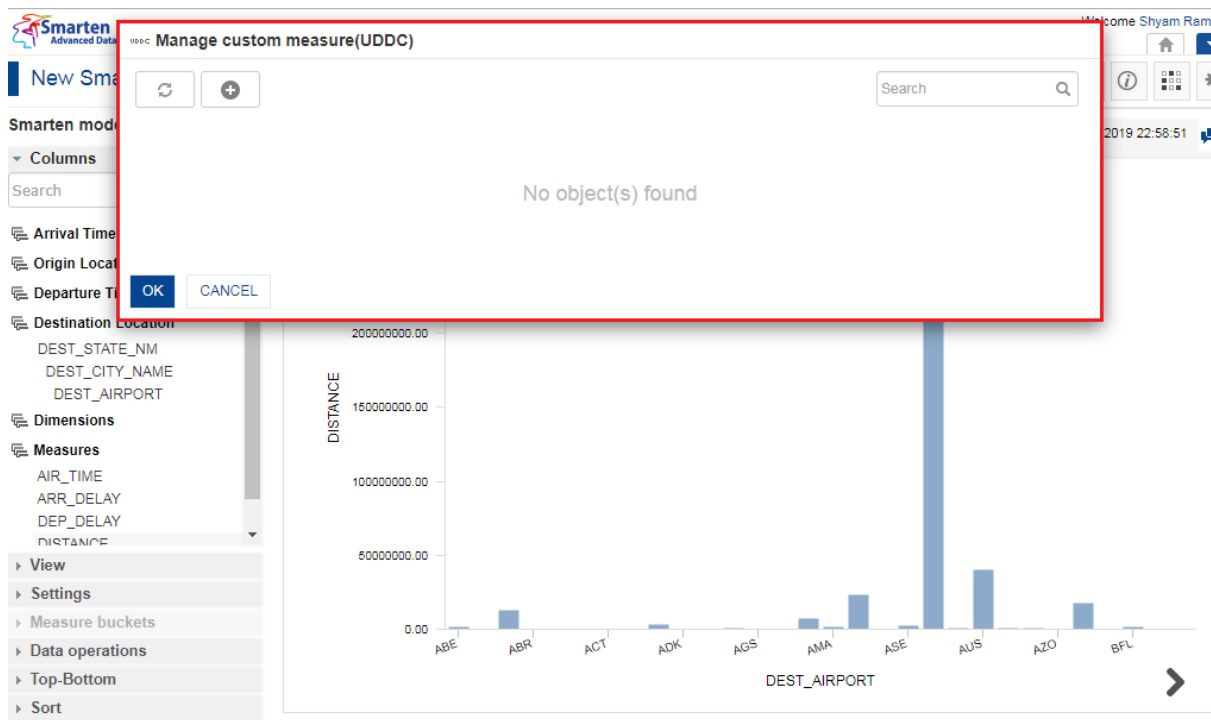 Smarten
Advanced Data
Welcome Shyam Ram
UDDC Manage custom measure(UDDC)
New Sma
Search
Smarten mode
2019 22:58:51
Columns
Search
No object(s) found
Arrival Time
Origin Locat
Departure Ti
OK
CANCEL
Destination Location
DEST_STATE_NM
DEST_CITY_NAME
DEST_AIRPORT
Dimensions
Measures
AIR_TIME
ARR_DELAY
DEP_DELAY
DISTANCE
View
Settings
Measure buckets
Data operations
Top-Bottom
Sort
DISTANCE
200000000.00
150000000.00
100000000.00
50000000.00
0.00
ABE
ABR
ACT
ADK
AGS
AMA
ASE
AUS
AZO
BFL
DEST_AIRPORT